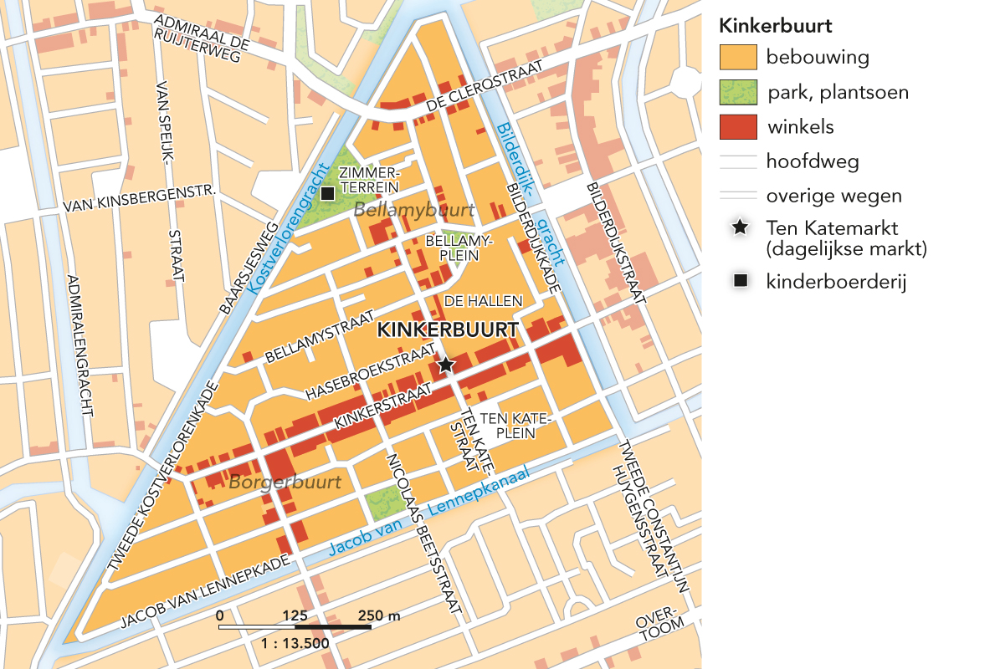 ADMIRAAL DE
RUIJTERWEG
VAN SPEIJK-
STRAAT
VAN KINSBERGENSTR.
ADMIRALENGRACHT
BAARSJESWEG
Kostverlorengracht
DE CLERQSTRAAT
ZIMMER-
TERREIN
Bellamybuurt
Bilderdijk-
gracht
BILDERDIJKKADE
BILDERDIJKSTRAAT
BELLAMY-
PLEIN
DE HALLEN
KINKERBUURT
BELLAMYSTRAAT
HASEBROEKSTRAAT
KINKERSTRAAT
TEN KATE-
STRAAT
TEN KATE-
PLEIN
TWEEDE KOSTVERLORENKADE
Borgerbuurt
NICOLAAS BEETSSTRAAT
Jacob van Lennepkanaal
JACOB VAN LENNEPKADE
TWEEDE CONSTANTIJN
HUYGENSSTRAAT
OVER-
TOOM
0 125 250 m
1 : 13.500
Kinkerbuurt
bebouwing
park, plantsoen
winkels
hoofdweg
overige wegen
Ten Katemarkt
(dagelijkse markt)
kinderboerderij